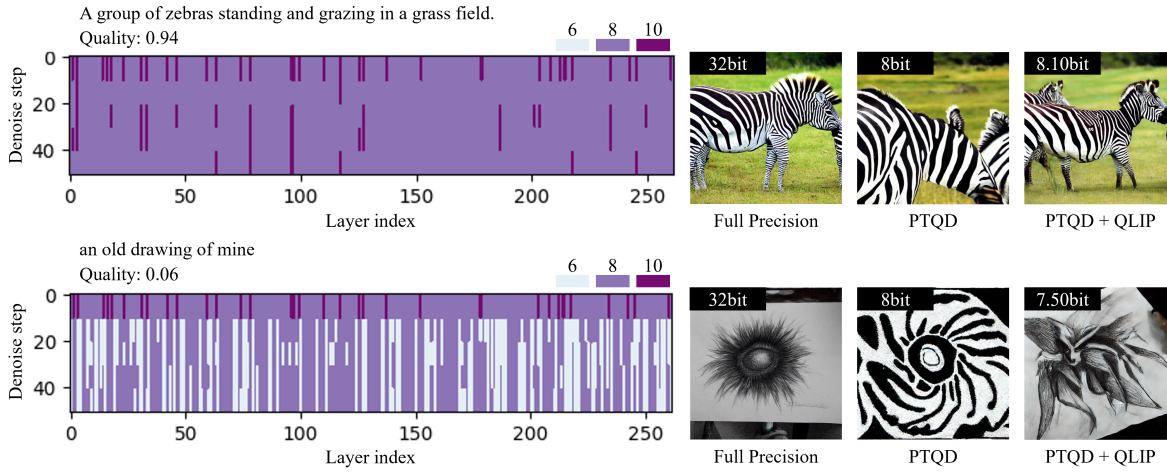 A group of zebras standing and grazing in a grass field.
Quality: 0.94
6 8 10
Denoise step
0
20
40
0 50 100 150 200 250
Layer index
32bit 8bit 8.10bit
Full Precision PTQD PTQD + QLIP
an old drawing of mine
Quality: 0.06
6 8 10
Denoise step
0
20
40
0 50 100 150 200 250
Layer index
32bit 8bit 7.50bit
Full Precision PTQD PTQD + QLIP